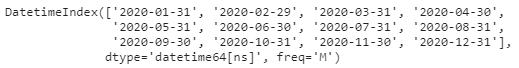 DatetimeIndex(['2020-01-31', '2020-02-29', '2020-03-31', '2020-04-30',
'2020-05-31', '2020-06-30', '2020-07-31', '2020-08-31',
'2020-09-30', '2020-10-31', '2020-11-30', '2020-12-31'],
dtype='datetime64[ns]', freq='M')